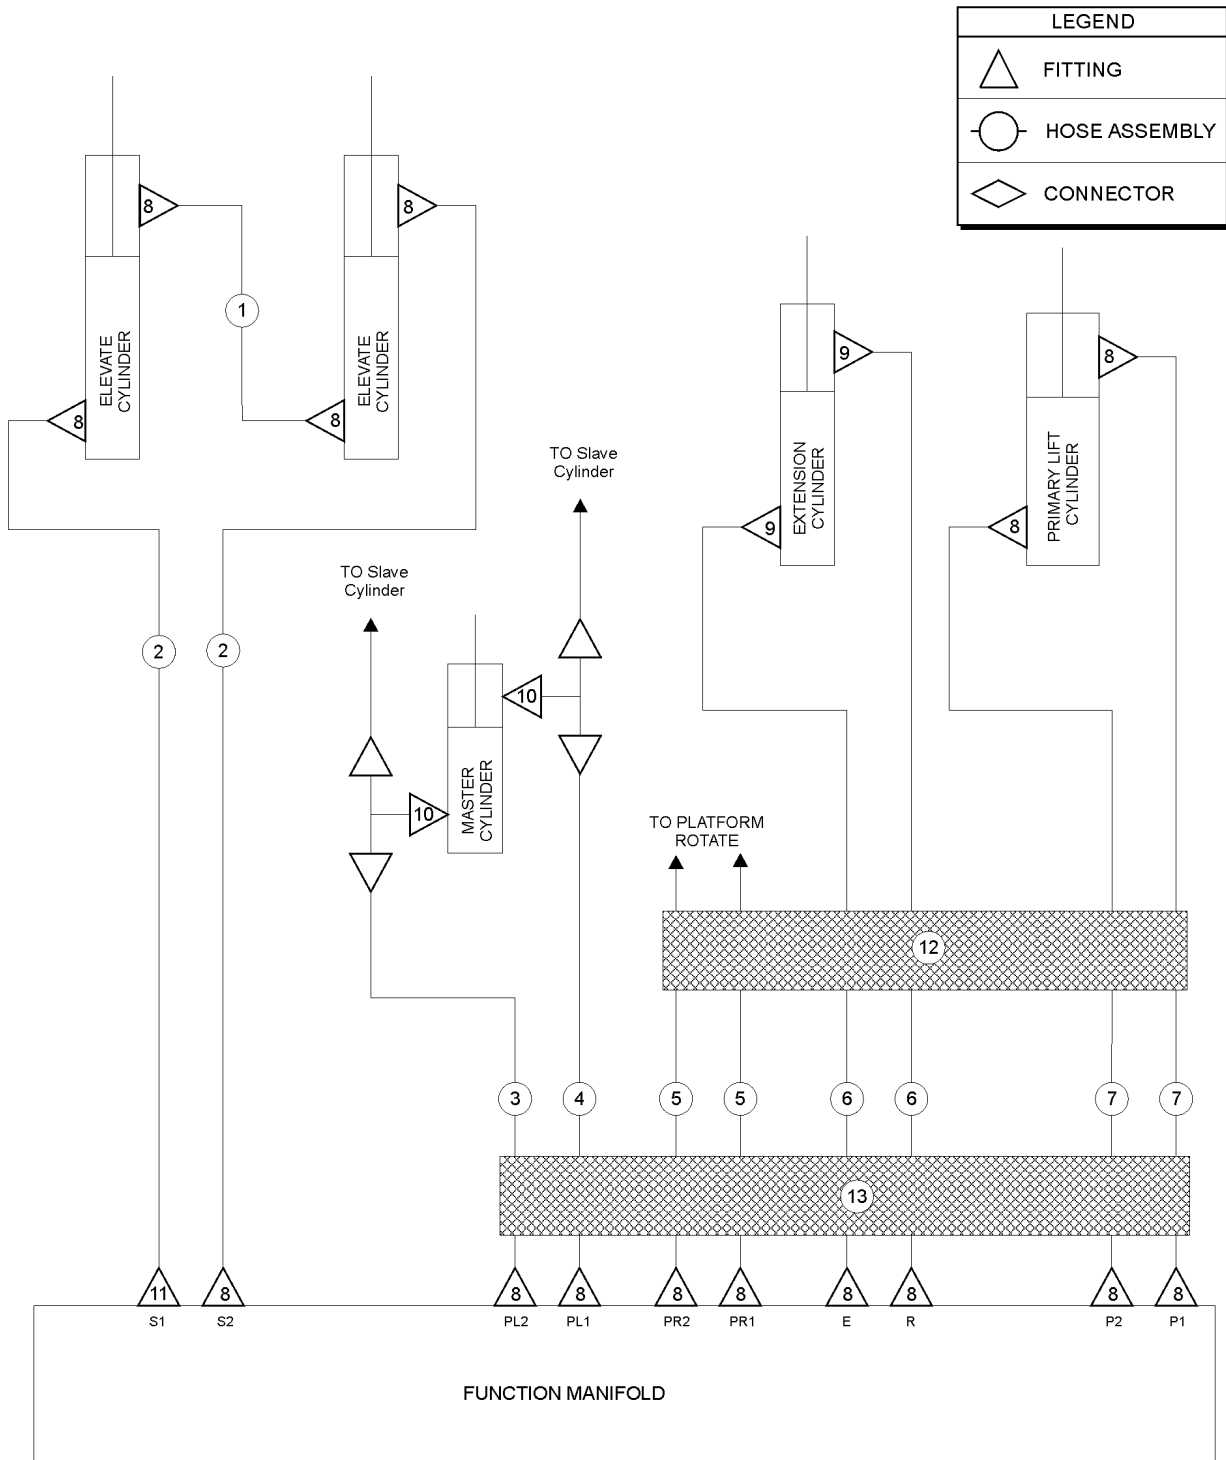 LEGEND
FITTING
HOSE ASSEMBLY
CONNECTOR
8
8
1
ELEVATE
CYLINDER
ELEVATE
CYLINDER
8
8
9
8
EXTENSION
CYLINDER
PRIMARY LIFT
CYLINDER
9
8
TO Slave
Cylinder
TO Slave
Cylinder
2
2
10
MASTER
CYLINDER
10
TO PLATFORM
ROTATE
12
3
4
5
5
6
6
7
7
13
11
8
8
8
8
8
8
8
8
8
S1
S2
PL2
PL1
PR2
PR1
E
R
P2
P1
FUNCTION MANIFOLD